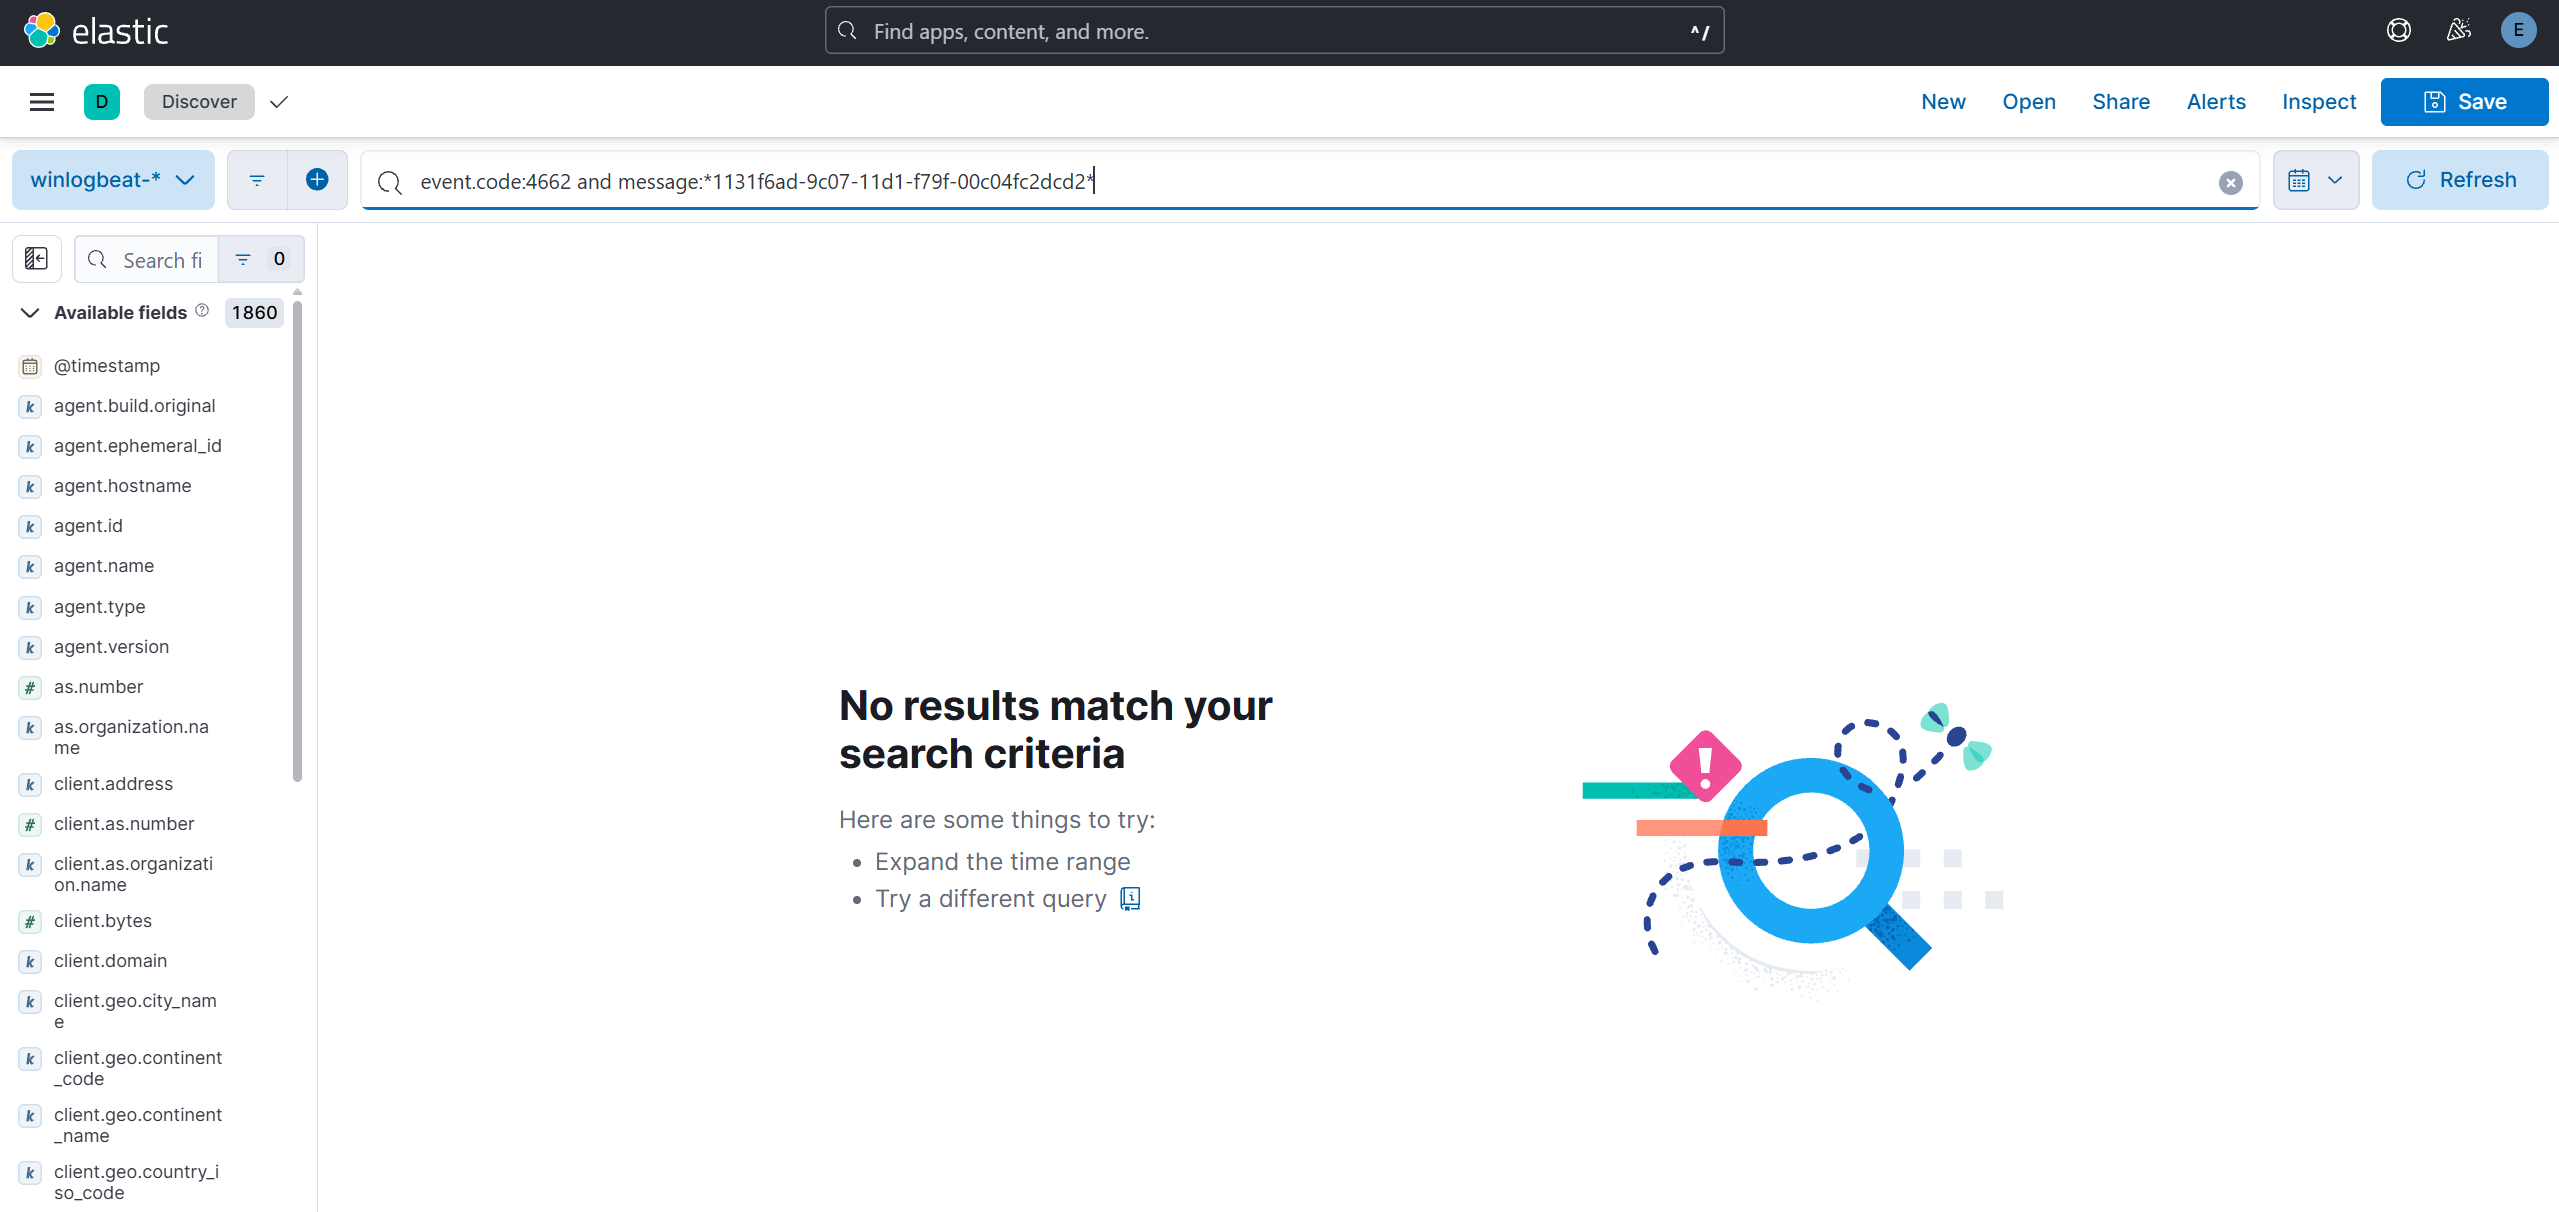 elastic
Find apps, content, and more.
^/
E
D
Discover
New
Open
Share
Alerts
Inspect
Save
winlogbeat-*
event.code:4662 and message:*1131f6ad-9c07-11d1-f79f-00c04fc2dcd2*
Refresh
Search fi
0
Available fields
1860
@timestamp
k agent.build.original
k agent.ephemeral_id
k agent.hostname
k agent.id
k agent.name
k agent.type
k agent.version
# as.number
k as.organization.na
me
k client.address
# client.as.number
k client.as.organizati
on.name
# client.bytes
k client.domain
k client.geo.city_nam
e
k client.geo.continent
_code
k client.geo.continent
_name
k client.geo.country_i
so_code
No results match your
search criteria
Here are some things to try:
• Expand the time range
• Try a different query